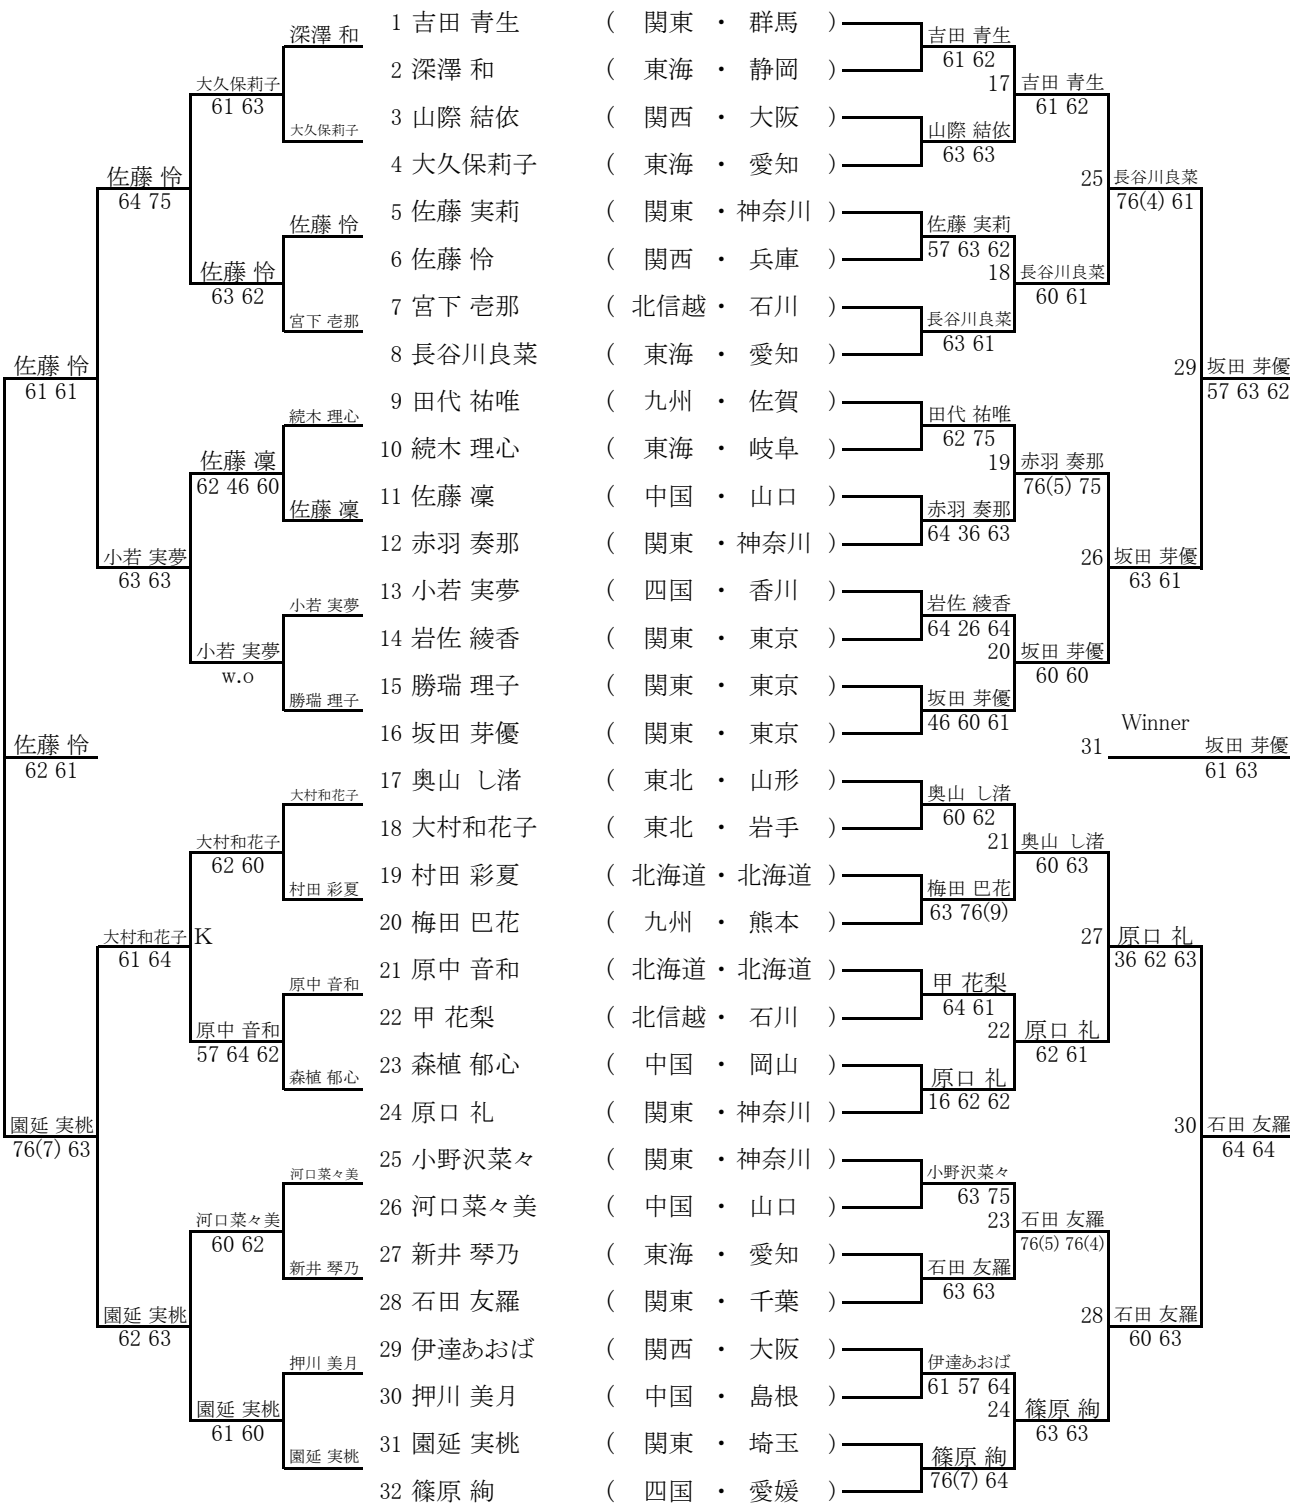 1 吉田 青生 ( 関東 ・ 群馬 )
2 深澤 和 ( 東海 ・ 静岡 )
3 山際 結依 ( 関西 ・ 大阪 )
4 大久保莉子 ( 東海 ・ 愛知 )
5 佐藤 実莉 ( 関東 ・ 神奈川 )
6 佐藤 怜 ( 関西 ・ 兵庫 )
7 宮下 壱那 ( 北信越 ・ 石川 )
8 長谷川良菜 ( 東海 ・ 愛知 )
9 田代 祐唯 ( 九州 ・ 佐賀 )
10 続木 理心 ( 東海 ・ 岐阜 )
11 佐藤 凜 ( 中国 ・ 山口 )
12 赤羽 奏那 ( 関東 ・ 神奈川 )
13 小若 実夢 ( 四国 ・ 香川 )
14 岩佐 綾香 ( 関東 ・ 東京 )
15 勝瑞 理子 ( 関東 ・ 東京 )
16 坂田 芽優 ( 関東 ・ 東京 )
17 奥山 し渚 ( 東北 ・ 山形 )
18 大村和花子 ( 東北 ・ 岩手 )
19 村田 彩夏 ( 北海道 ・ 北海道 )
20 梅田 巴花 ( 九州 ・ 熊本 )
21 原中 音和 ( 北海道 ・ 北海道 )
22 甲 花梨 ( 北信越 ・ 石川 )
23 森植 郁心 ( 中国 ・ 岡山 )
24 原口 礼 ( 関東 ・ 神奈川 )
25 小野沢菜々 ( 関東 ・ 神奈川 )
26 河口菜々美 ( 中国 ・ 山口 )
27 新井 琴乃 ( 東海 ・ 愛知 )
28 石田 友羅 ( 関東 ・ 千葉 )
29 伊達あおば ( 関西 ・ 大阪 )
30 押川 美月 ( 中国 ・ 島根 )
31 園延 実桃 ( 関東 ・ 埼玉 )
32 篠原 絢 ( 四国 ・ 愛媛 )
深澤 和
大久保莉子
佐藤 怜
宮下 壱那
続木 理心
佐藤 凜
小若 実夢
勝瑞 理子
大村和花子
村田 彩夏
原中 音和
森植 郁心
河口菜々美
新井 琴乃
押川 美月
園延 実桃
大久保莉子
61 63
佐藤 怜
63 62
佐藤 凜
62 46 60
小若 実夢
w.o
大村和花子
62 60
K
原中 音和
57 64 62
河口菜々美
60 62
園延 実桃
61 60
佐藤 怜
64 75
小若 実夢
63 63
大村和花子
61 64
園延 実桃
62 63
佐藤 怜
61 61
園延 実桃
76(7) 63
佐藤 怜
62 61
吉田 青生
61 62
山際 結依
63 63
佐藤 実莉
57 63 62
長谷川良菜
63 61
田代 祐唯
62 75
赤羽 奏那
64 36 63
岩佐 綾香
64 26 64
坂田 芽優
46 60 61
奥山 し渚
60 62
梅田 巴花
63 76(9)
甲 花梨
64 61
原口 礼
16 62 62
小野沢菜々
63 75
石田 友羅
63 63
伊達あおば
61 57 64
篠原 絢
76(7) 64
17
吉田 青生
61 62
18
長谷川良菜
60 61
19
赤羽 奏那
76(5) 75
20
坂田 芽優
60 60
21
奥山 し渚
60 63
22
原口 礼
62 61
23
石田 友羅
76(5) 76(4)
24
篠原 絢
63 63
25
長谷川良菜
76(4) 61
26
坂田 芽優
63 61
27
原口 礼
36 62 63
28
石田 友羅
60 63
29
坂田 芽優
57 63 62
30
石田 友羅
64 64
Winner
31
坂田 芽優
61 63